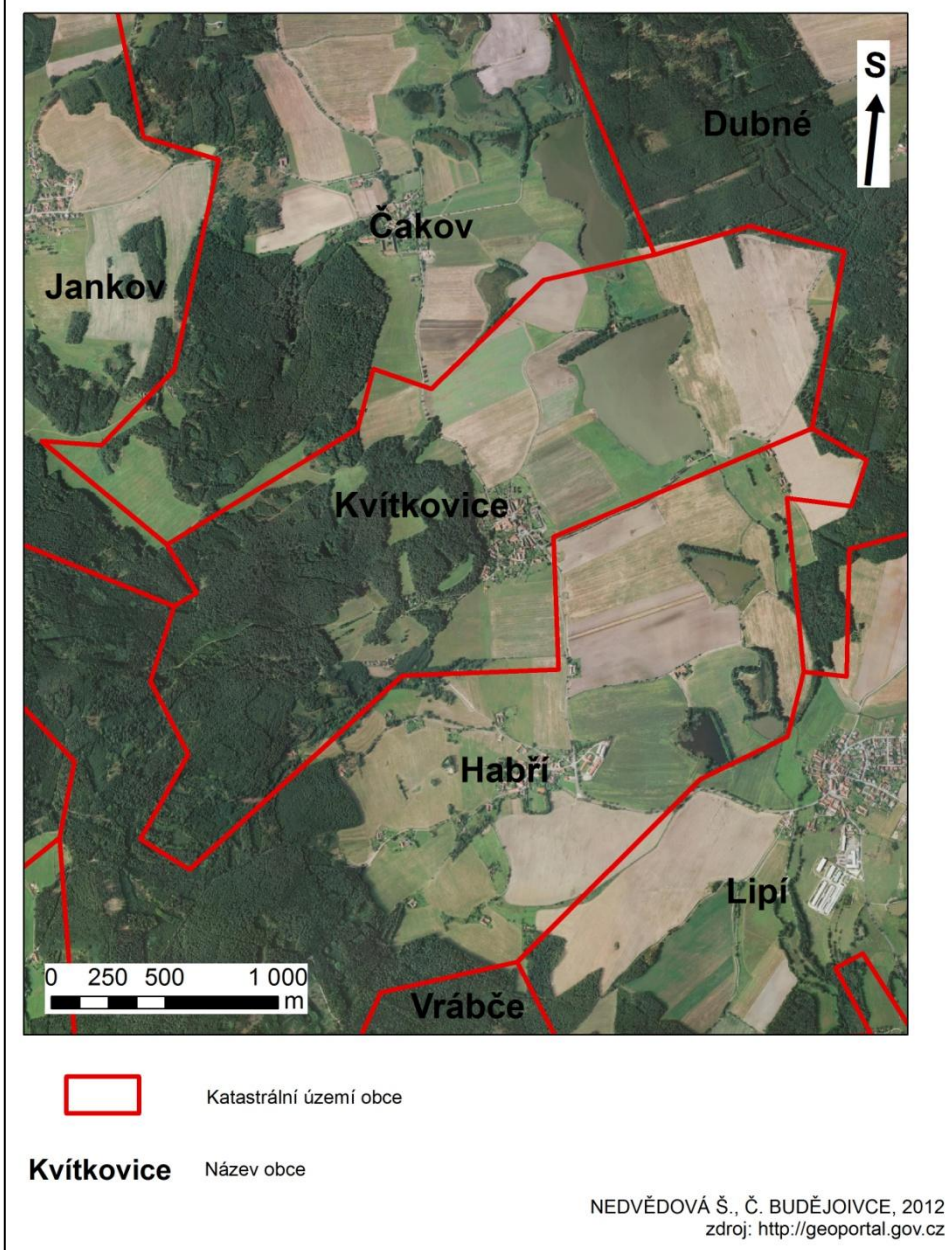 S
Dubné
Čakov
Jankov
Kvítkovice
Habří
Lipí
Vrábče
0 250 500 1 000
m
Katastrální území obce
Kvítkovice Název obce
NEDVĚDOVÁ Š., Č. BUDĚJOIVCE, 2012
zdroj: http://geoportal.gov.cz